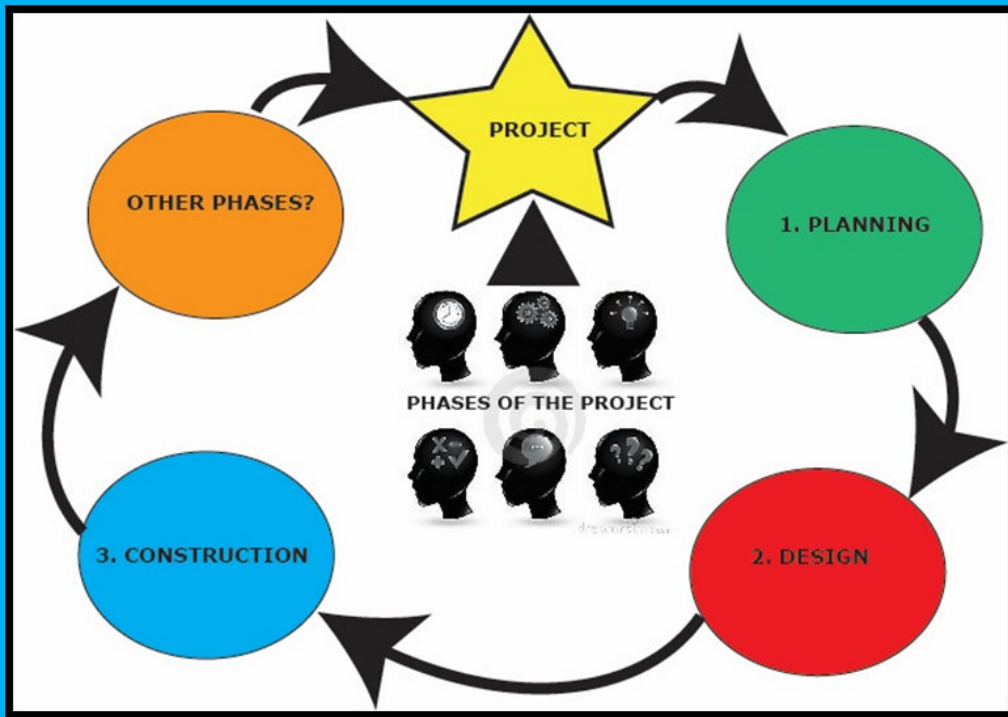 PROJECT
OTHER PHASES?
1. PLANNING
PHASES OF THE PROJECT
3. CONSTRUCTION
2. DESIGN